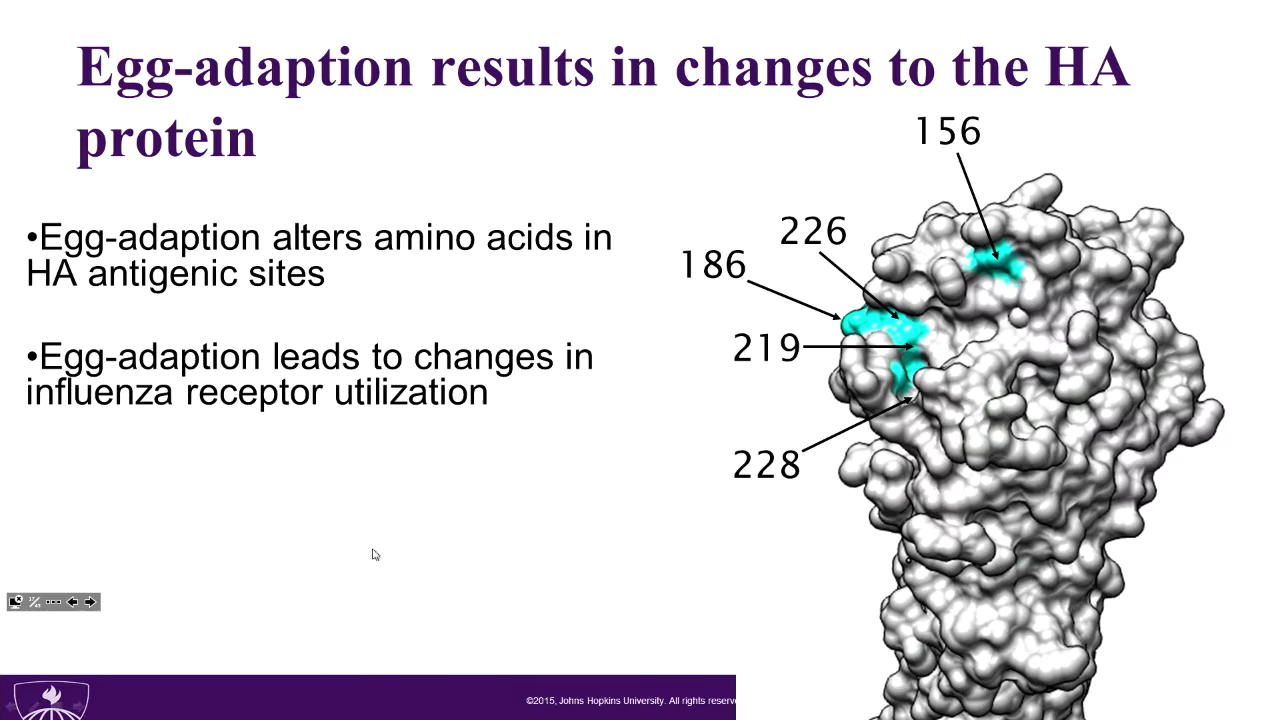 Egg-adaption results in changes to the HA
protein
156
•Egg-adaption alters amino acids in
HA antigenic sites
226
186
•Egg-adaption leads to changes in
influenza receptor utilization
219
228
17/43
©2015, Johns Hopkins University. All rights reserve